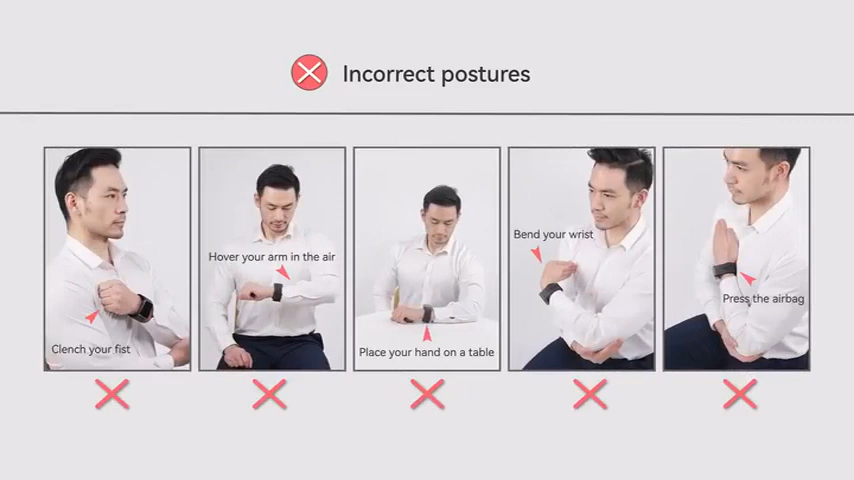 Incorrect postures
Clench your fist
Hover your arm in the air
Place your hand on a table
Bend your wrist
Press the airbag